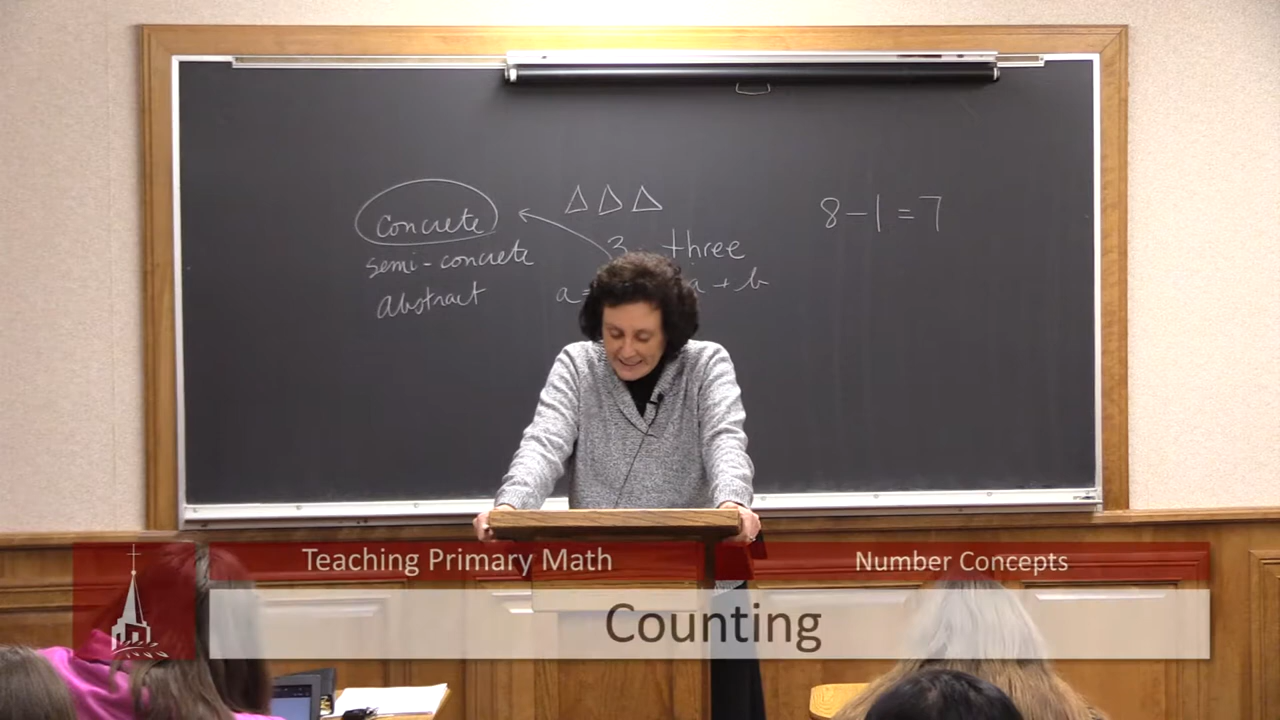 concrete
semi-concrete
abstract
3 three
a + b
8 - 1 = 7
Teaching Primary Math
Number Concepts
Counting